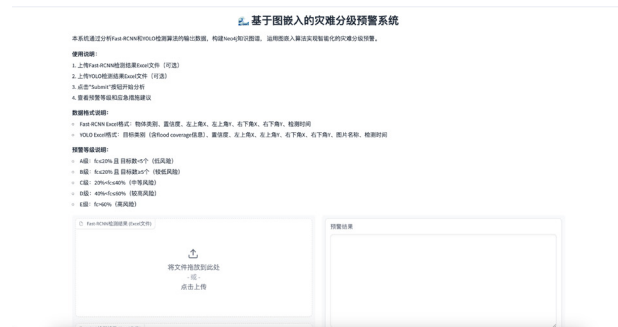 基于图嵌入的灾难分级预警系统
本系统通过分析Fast-RCNN和YOLO检测算法的输出数据，构建Neo4j知识图谱，运用图嵌入算法实现智能化的灾难分级预警。
使用说明：
1. 上传Fast-RCNN检测结果Excel文件（可选）
2. 上传YOLO检测结果Excel文件（可选）
3. 点击"Submit"按钮开始分析
4. 查看预警等级和应急措施建议
数据格式说明：
Fast-RCNN Excel格式：物体类别、置信度、左上角X、左上角Y、右下角X、右下角Y、检测时间
YOLO Excel格式：目标类别（含flood coverage信息）、置信度、左上角X、左上角Y、右下角X、右下角Y、图片名称、检测时间
预警等级说明：
A级：fc≤20% 且 目标数<5个（低风险）
B级：fc≤20% 且 目标数≥5个（较低风险）
C级：20%<fc≤40%（中等风险）
D级：40%<fc≤60%（较高风险）
E级：fc>60%（高风险）
Fast-RCNN检测结果 (Excel文件)
将文件拖放到此处
- 或 -
点击上传
预警结果